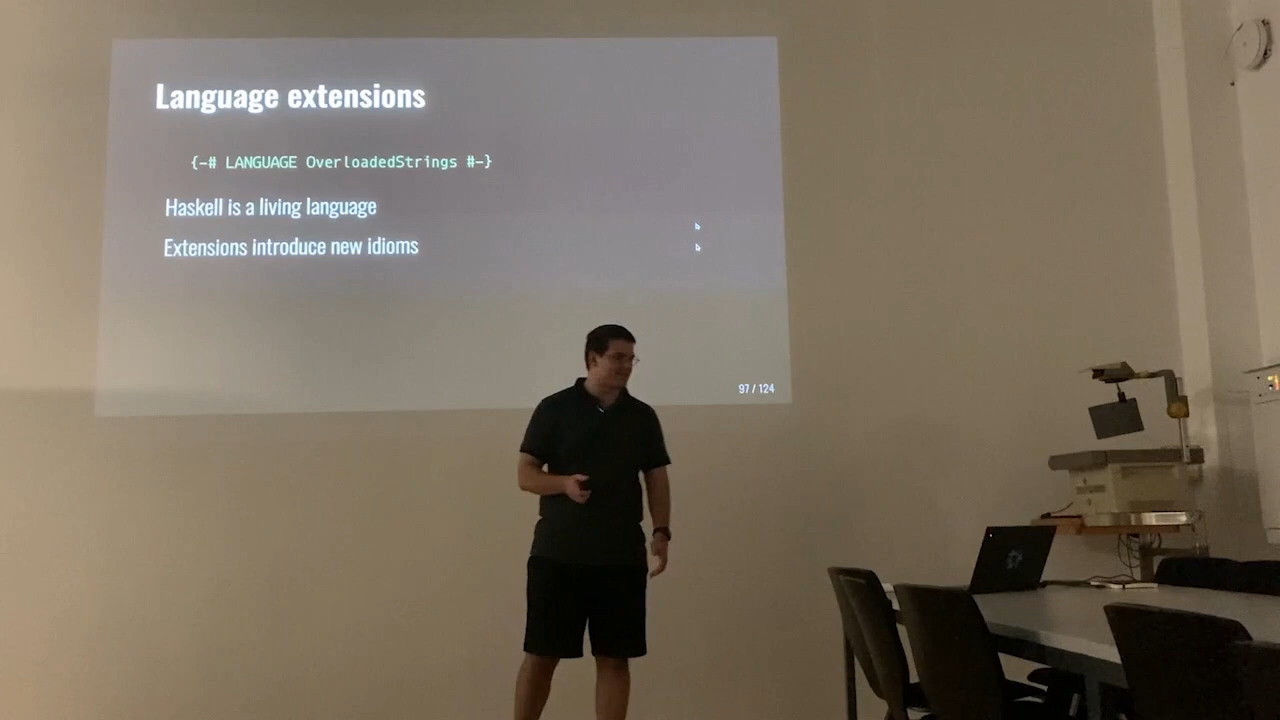 Language extensions
{-# LANGUAGE OverloadedStrings #-}
Haskell is a living language
Extensions introduce new idioms
97 / 124